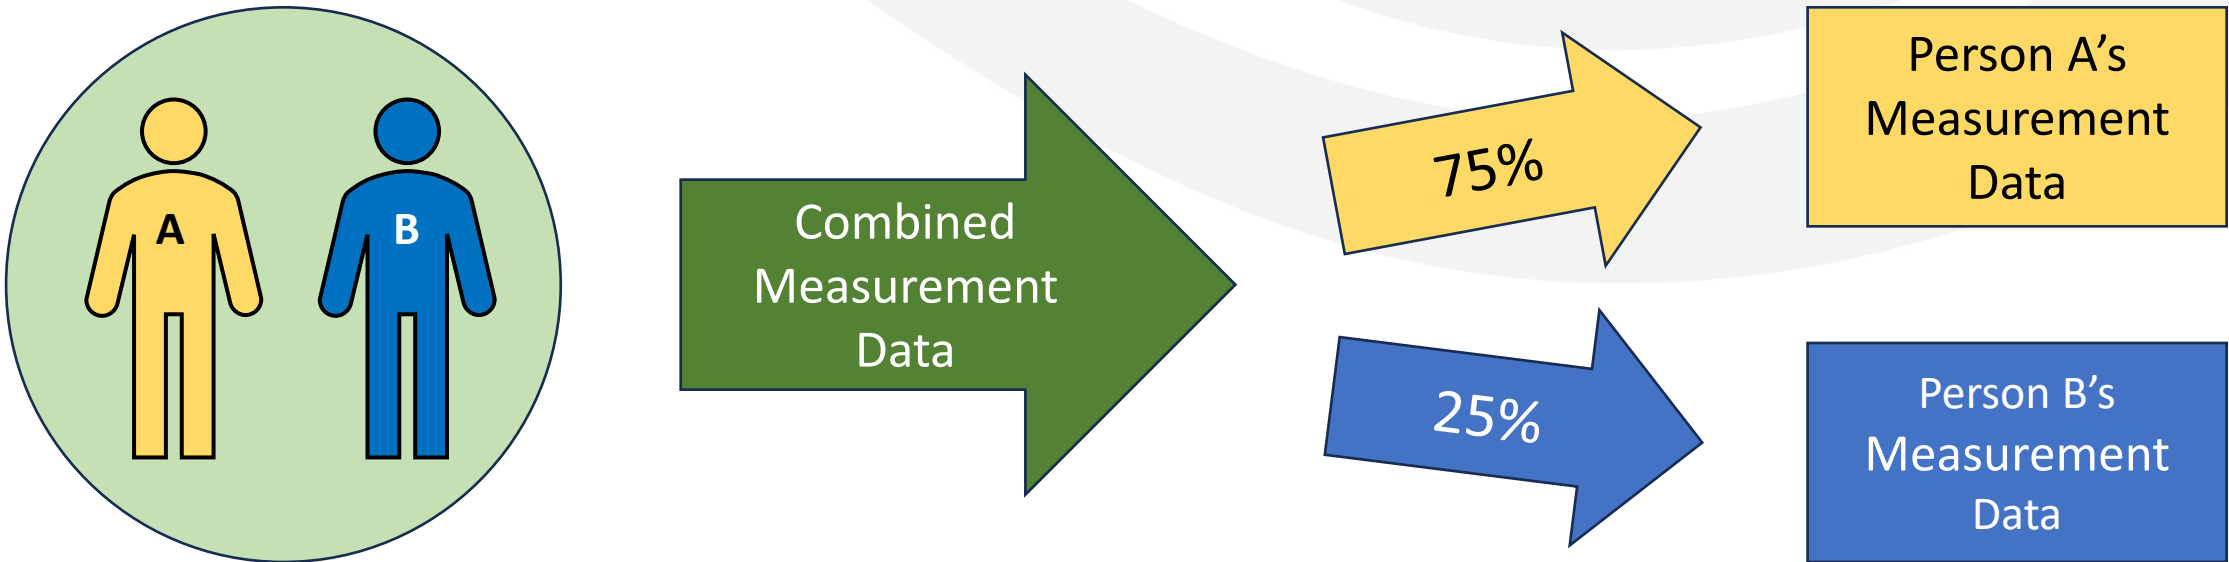 A
B
Combined
Measurement
Data
75%
25%
Person A’s
Measurement
Data
Person B’s
Measurement
Data